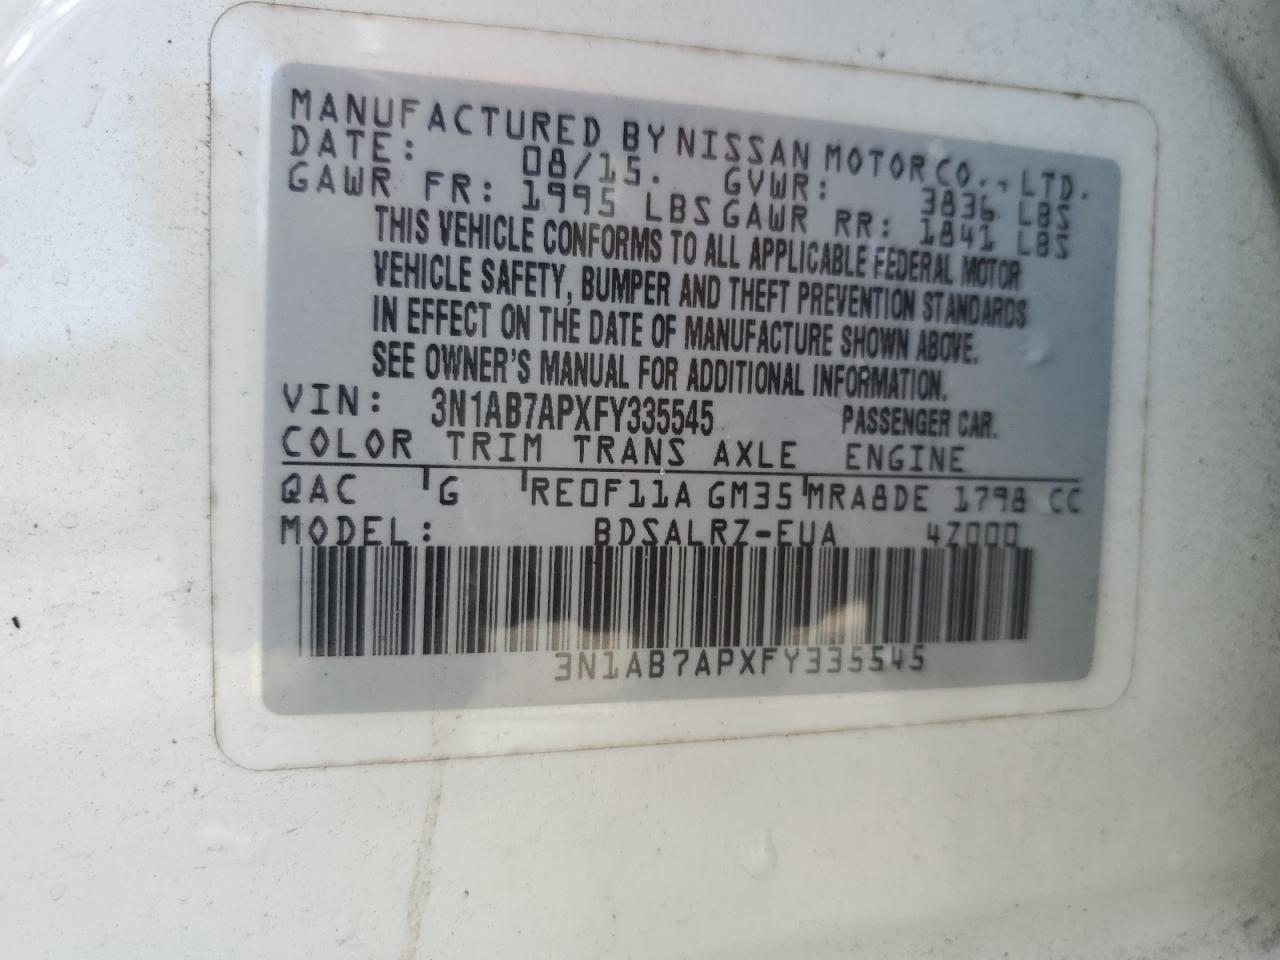 MANUFACTURED BY NISSAN MOTOR CO., LTD.
DATE: 08/15. GVWR: 3836 LBS
GAWR FR: 1995 LBS GAWR RR: 1841 LBS
THIS VEHICLE CONFORMS TO ALL APPLICABLE FEDERAL MOTOR
VEHICLE SAFETY, BUMPER AND THEFT PREVENTION STANDARDS
IN EFFECT ON THE DATE OF MANUFACTURE SHOWN ABOVE.
SEE OWNER'S MANUAL FOR ADDITIONAL INFORMATION.
VIN: 3N1AB7APXFY335545 PASSENGER CAR.
COLOR TRIM TRANS AXLE ENGINE
QAC G RE0F11A GM35 MRA8DE 1798 CC
MODEL: BDSALRZ-EUA 4Z000
3N1AB7APXFY335545